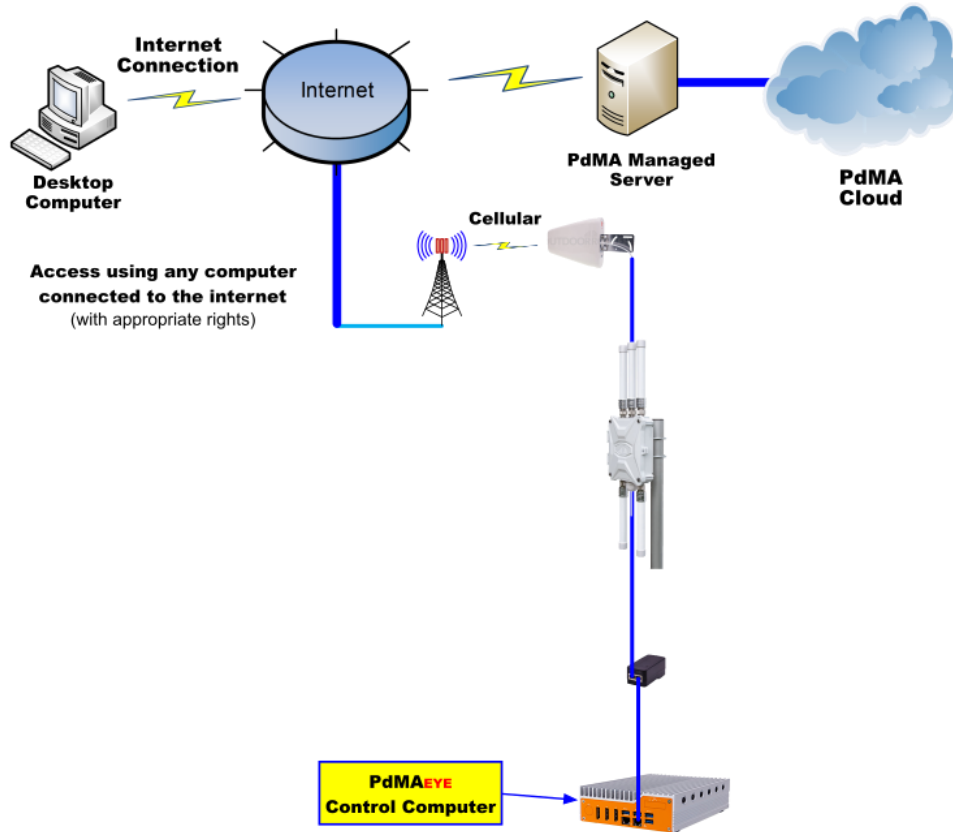 Internet
Connection
Internet
Desktop
Computer
PdMA Managed
Server
PdMA
Cloud
Cellular
Access using any computer
connected to the internet
(with appropriate rights)
PdMAEYE
Control Computer